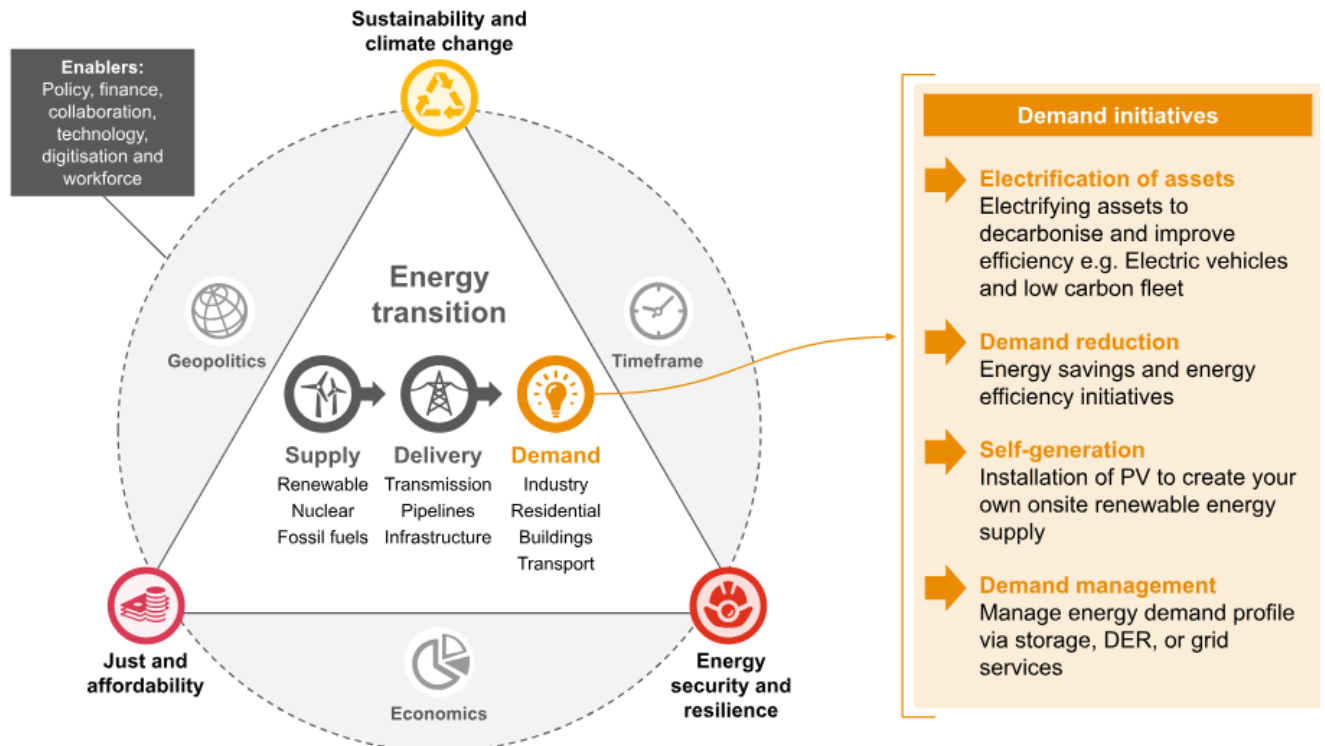 Sustainability and
climate change
Enablers:
Policy, finance,
collaboration,
technology,
digitisation and
workforce
Energy
transition
Geopolitics
Timeframe
Supply
Renewable
Nuclear
Fossil fuels
Delivery
Transmission
Pipelines
Infrastructure
Demand
Industry
Residential
Buildings
Transport
Just and
affordability
Economics
Energy
security and
resilience
Demand initiatives
Electrification of assets
Electrifying assets to
decarbonise and improve
efficiency e.g. Electric vehicles
and low carbon fleet
Demand reduction
Energy savings and energy
efficiency initiatives
Self-generation
Installation of PV to create your
own onsite renewable energy
supply
Demand management
Manage energy demand profile
via storage, DER, or grid
services